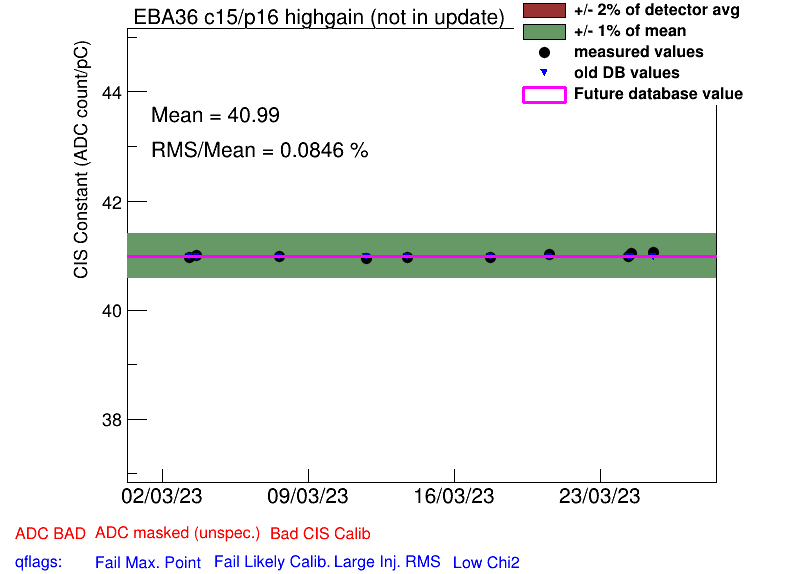 EBA36 c15/p16 highgain (not in update)
+/- 2% of detector avg
+/- 1% of mean
measured values
old DB values
Future database value
Mean = 40.99
RMS/Mean = 0.0846 %
CIS Constant (ADC count/pC)
44
42
40
38
02/03/23 09/03/23 16/03/23 23/03/23
ADC BAD ADC masked (unspec.) Bad CIS Calib
qflags: Fail Max. Point Fail Likely Calib. Large Inj. RMS Low Chi2